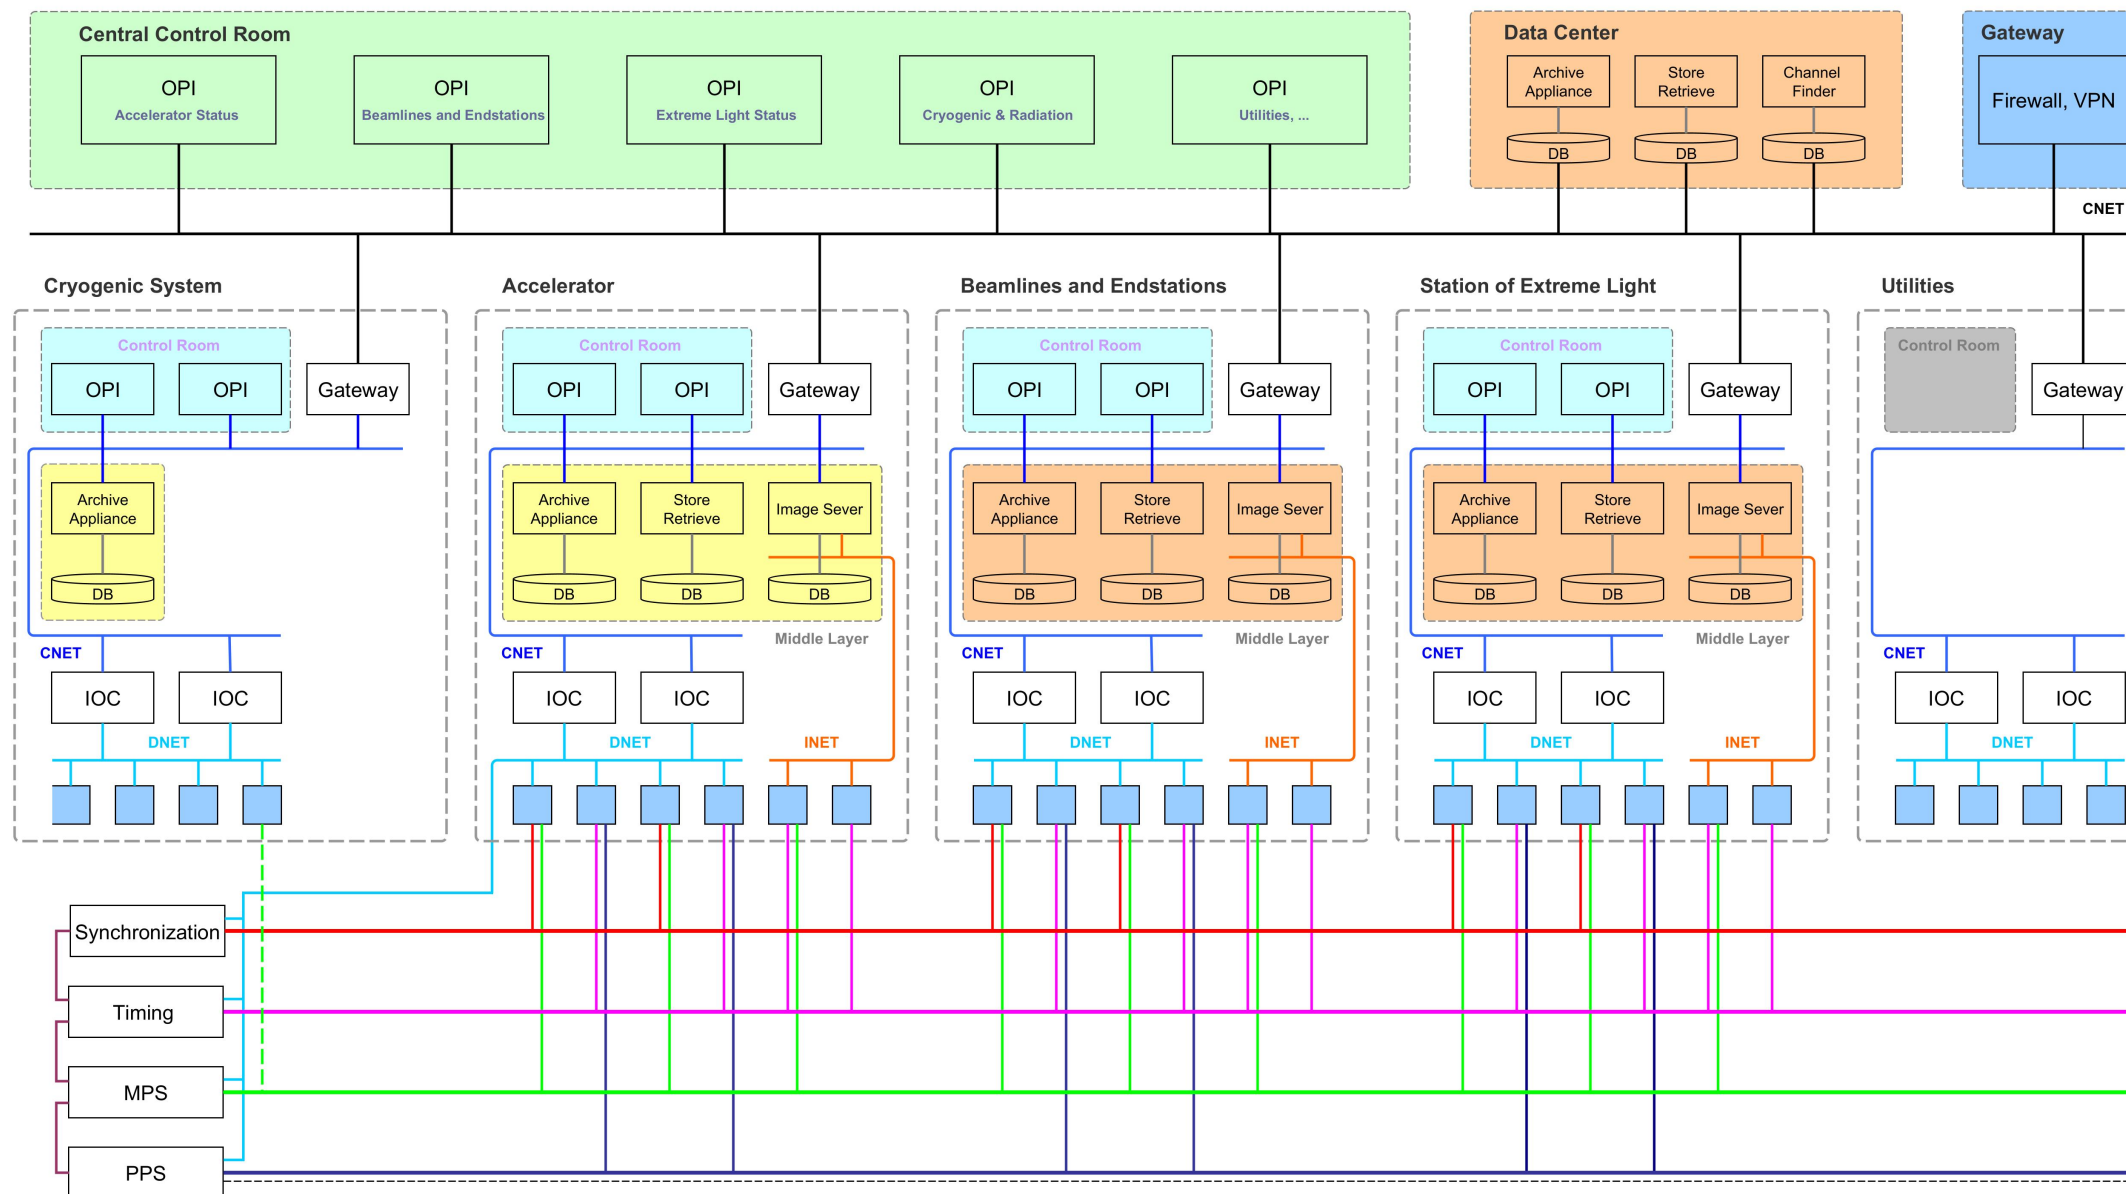 Central Control Room
OPI
Accelerator Status
OPI
Beamlines and Endstations
OPI
Extreme Light Status
OPI
Cryogenic & Radiation
OPI
Utilities, ...
Data Center
Archive
Appliance
DB
Store
Retrieve
DB
Channel
Finder
DB
Gateway
Firewall, VPN
CNET
Cryogenic System
Control Room
OPI
OPI
Gateway
Archive
Appliance
DB
CNET
IOC
IOC
DNET
Accelerator
Control Room
OPI
OPI
Gateway
Archive
Appliance
DB
Store
Retrieve
DB
Image Sever
DB
Middle Layer
CNET
IOC
IOC
DNET
INET
Beamlines and Endstations
Control Room
OPI
OPI
Gateway
Archive
Appliance
DB
Store
Retrieve
DB
Image Sever
DB
Middle Layer
CNET
IOC
IOC
DNET
INET
Station of Extreme Light
Control Room
OPI
OPI
Gateway
Archive
Appliance
DB
Store
Retrieve
DB
Image Sever
DB
Middle Layer
CNET
IOC
IOC
DNET
INET
Utilities
Control Room
Gateway
CNET
IOC
IOC
DNET
Synchronization
Timing
MPS
PPS